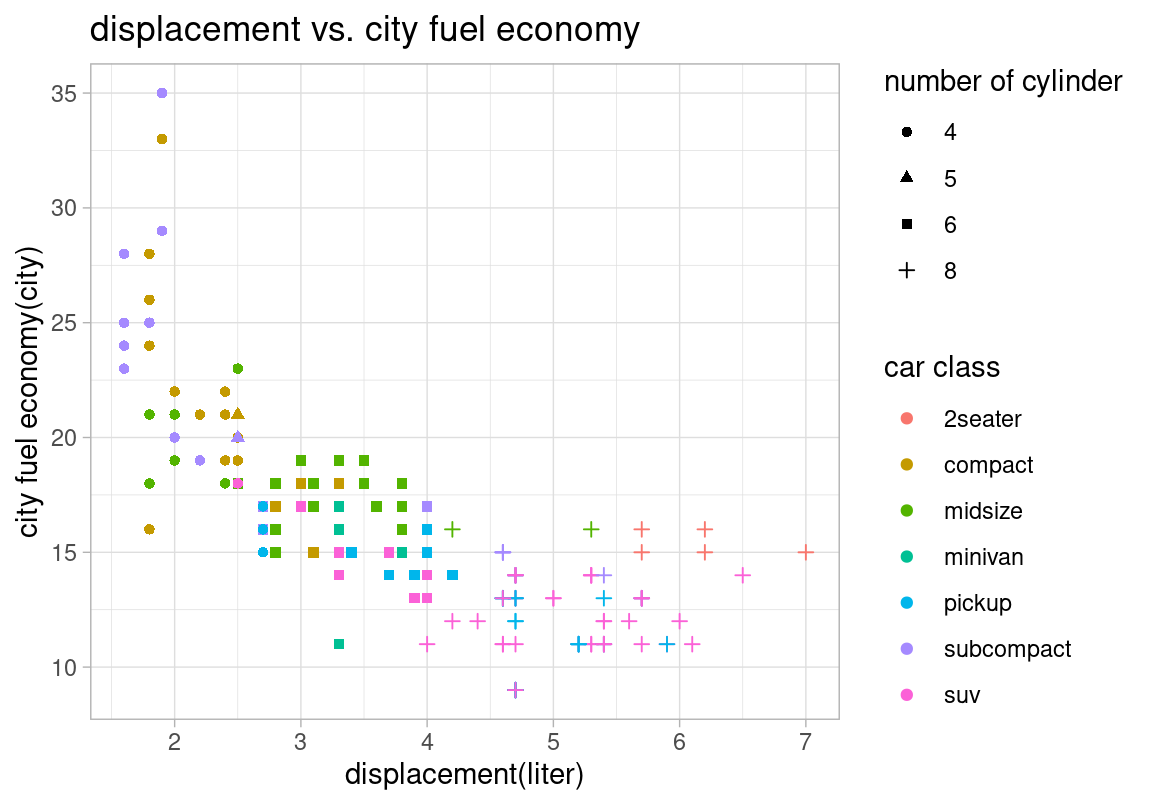 displacement vs. city fuel economy
city fuel economy(city)
35
30
25
20
15
10
2 3 4 5 6 7
displacement(liter)
number of cylinder
4
5
6
8
car class
2seater
compact
midsize
minivan
pickup
subcompact
suv